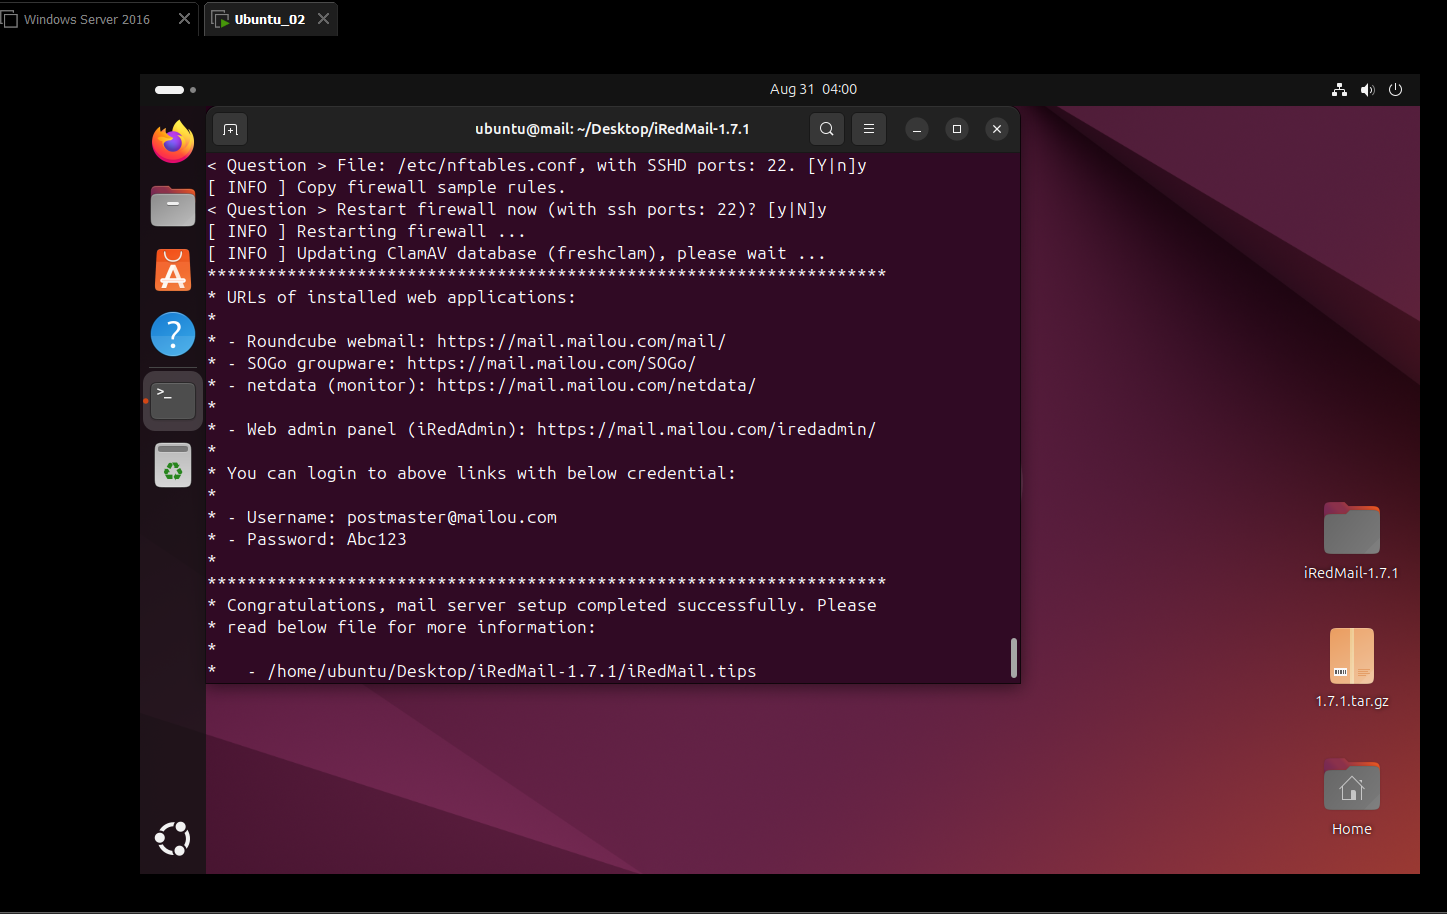 Windows Server 2016
Ubuntu_02
Aug 31 04:00
ubuntu@mail: ~/Desktop/iRedMail-1.7.1
< Question > File: /etc/nftables.conf, with SSHD ports: 22. [Y|n]y
[ INFO ] Copy firewall sample rules.
< Question > Restart firewall now (with ssh ports: 22)? [y|N]y
[ INFO ] Restarting firewall ...
[ INFO ] Updating ClamAV database (freshclam), please wait ...
********************************************************************
* URLs of installed web applications:
*
* - Roundcube webmail: https://mail.mailou.com/mail/
* - SOGo groupware: https://mail.mailou.com/SOGo/
* - netdata (monitor): https://mail.mailou.com/netdata/
*
* - Web admin panel (iRedAdmin): https://mail.mailou.com/iredadmin/
*
* You can login to above links with below credential:
*
* - Username: postmaster@mailou.com
* - Password: Abc123
*
********************************************************************
* Congratulations, mail server setup completed successfully. Please
* read below file for more information:
*
*   - /home/ubuntu/Desktop/iRedMail-1.7.1/iRedMail.tips
iRedMail-1.7.1
1.7.1.tar.gz
Home